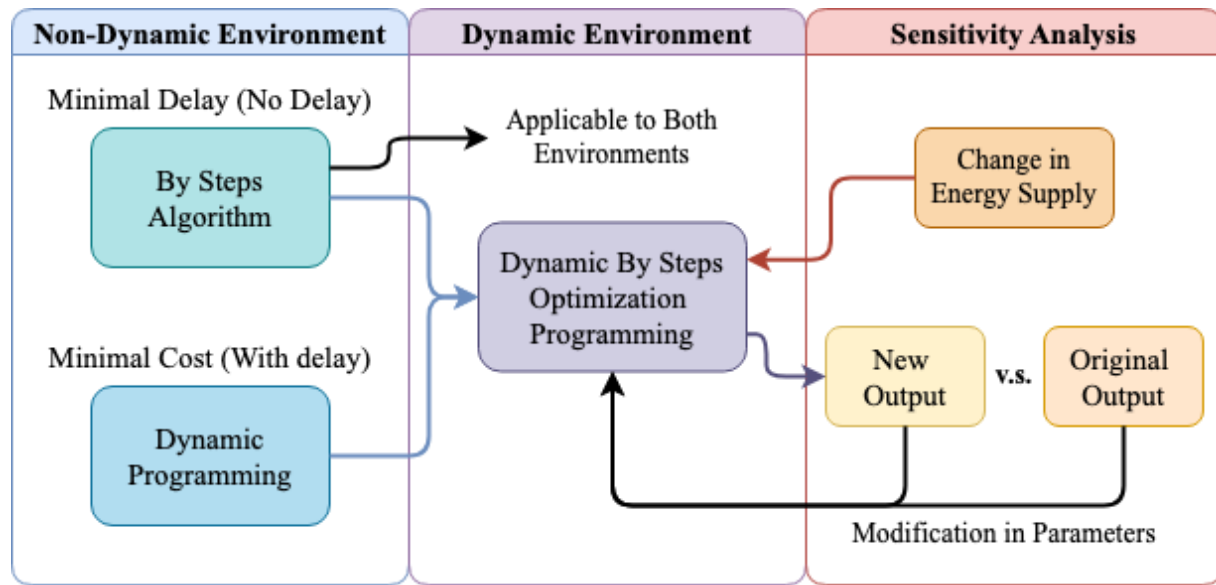 Non-Dynamic Environment
Dynamic Environment
Sensitivity Analysis
Minimal Delay (No Delay)
By Steps
Algorithm
Applicable to Both
Environments
Change in
Energy Supply
Dynamic By Steps
Optimization
Programming
Minimal Cost (With delay)
Dynamic
Programming
New
Output
v.s.
Original
Output
Modification in Parameters